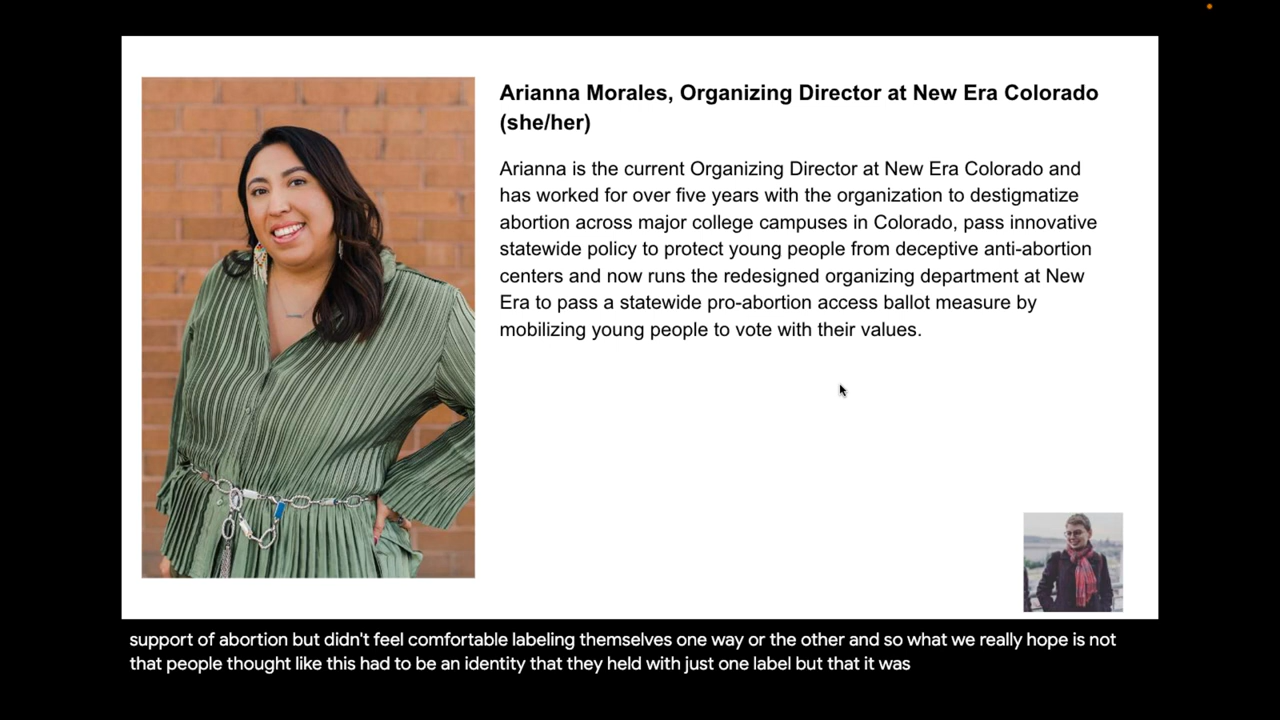 Arianna Morales, Organizing Director at New Era Colorado
(she/her)
Arianna is the current Organizing Director at New Era Colorado and
has worked for over five years with the organization to destigmatize
abortion across major college campuses in Colorado, pass innovative
statewide policy to protect young people from deceptive anti-abortion
centers and now runs the redesigned organizing department at New
Era to pass a statewide pro-abortion access ballot measure by
mobilizing young people to vote with their values.
support of abortion but didn't feel comfortable labeling themselves one way or the other and so what we really hope is not
that people thought like this had to be an identity that they held with just one label but that it was